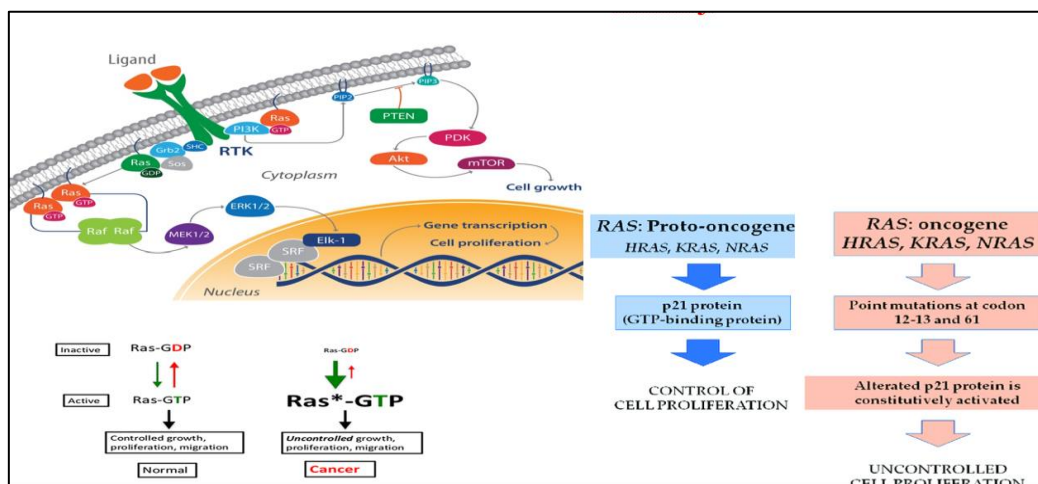 Ligand
RTK
PI3K
Ras
GTP
PIP2
PIP3
PTEN
PDK
Akt
mTOR
Cell growth
SHC
Grb2
Sos
Ras
GDP
Cytoplasm
Ras
GTP
Ras
GTP
Raf Raf
MEK1/2
ERK1/2
Elk-1
SRF
SRF
Gene transcription
Cell proliferation
Nucleus
Inactive
Ras-GDP
Active
Ras-GTP
Controlled growth,
proliferation, migration
Normal
Ras-GDP
Ras*-GTP
Uncontrolled growth,
proliferation, migration
Cancer
RAS: Proto-oncogene
HRAS, KRAS, NRAS
p21 protein
(GTP-binding protein)
CONTROL OF
CELL PROLIFERATION
RAS: oncogene
HRAS, KRAS, NRAS
Point mutations at codon
12-13 and 61
Altered p21 protein is
constitutively activated
UNCONTROLLED
CELL PROLIFERATION